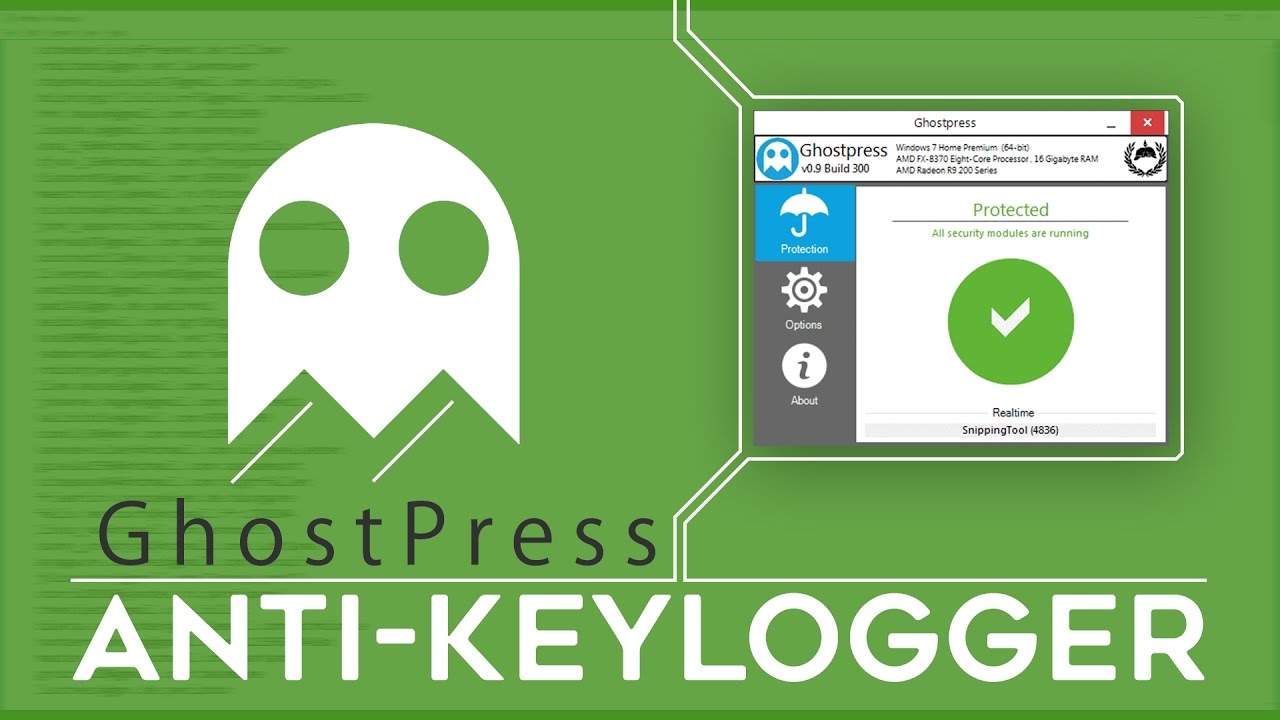 GhostPress
ANTI-KEYLOGGER
Ghostpress
Ghostpress
v0.9 Build 300
Windows 7 Home Premium (64-bit)
AMD FX-8370 Eight-Core Processor , 16 Gigabyte RAM
AMD Radeon R9 200 Series
Protection
Options
i
About
Protected
All security modules are running
Realtime
SnippingTool (4836)